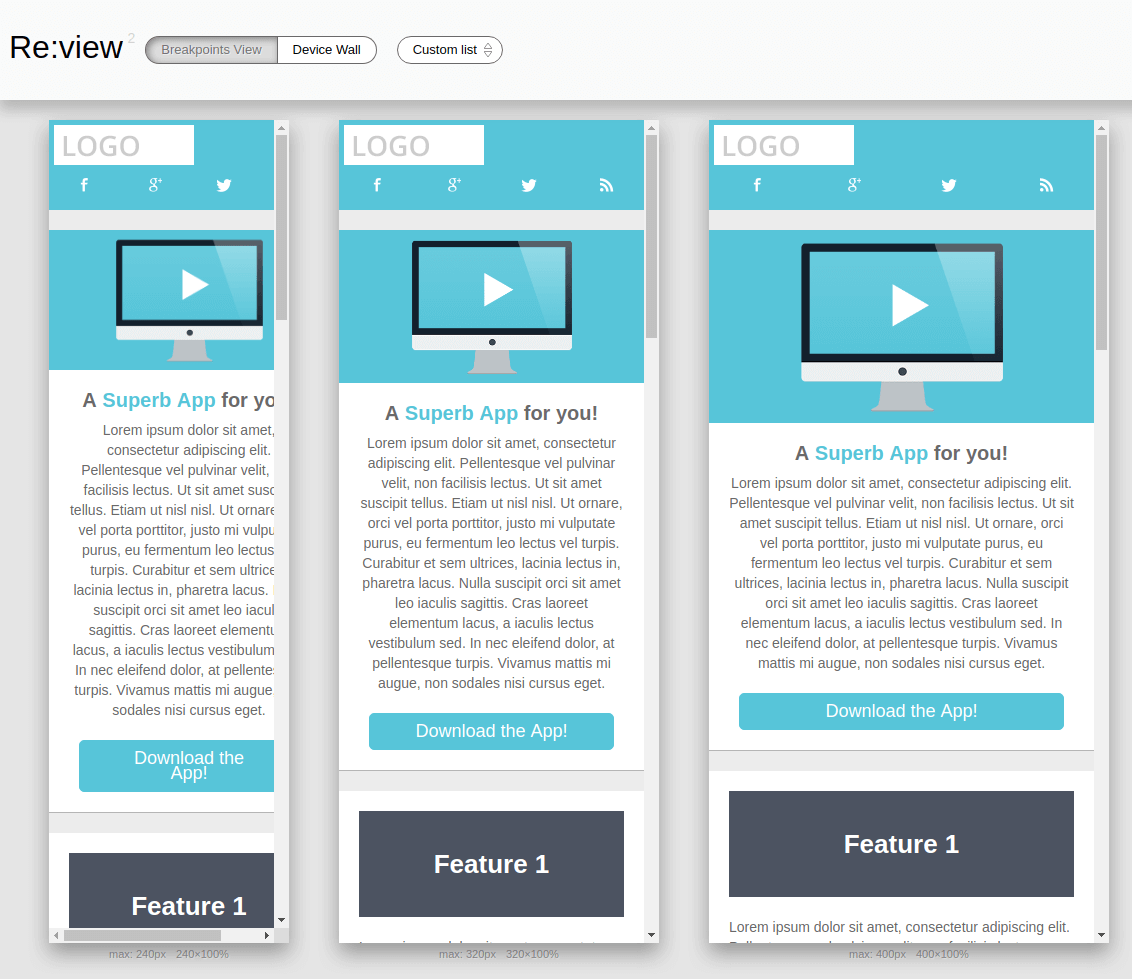 Re:view 2
Breakpoints View
Device Wall
Custom list
LOGO
A Superb App for yo
Lorem ipsum dolor sit amet,
consectetur adipiscing elit.
Pellentesque vel pulvinar velit,
facilisis lectus. Ut sit amet susc
tellus. Etiam ut nisl nisl. Ut ornare
vel porta porttitor, justo mi vulpu
purus, eu fermentum leo lectus
turpis. Curabitur et sem ultrice
lacinia lectus in, pharetra lacus.
suscipit orci sit amet leo iacul
sagittis. Cras laoreet elementu
lacus, a iaculis lectus vestibulum
In nec eleifend dolor, at pellentes
turpis. Vivamus mattis mi augue
sodales nisi cursus eget.
Download the
App!
Feature 1
max: 240px 240×100%
LOGO
A Superb App for you!
Lorem ipsum dolor sit amet, consectetur
adipiscing elit. Pellentesque vel pulvinar
velit, non facilisis lectus. Ut sit amet
suscipit tellus. Etiam ut nisl nisl. Ut ornare,
orci vel porta porttitor, justo mi vulputate
purus, eu fermentum leo lectus vel turpis.
Curabitur et sem ultrices, lacinia lectus in,
pharetra lacus. Nulla suscipit orci sit amet
leo iaculis sagittis. Cras laoreet
elementum lacus, a iaculis lectus
vestibulum sed. In nec eleifend dolor, at
pellentesque turpis. Vivamus mattis mi
augue, non sodales nisi cursus eget.
Download the App!
Feature 1
max: 320px 320×100%
LOGO
A Superb App for you!
Lorem ipsum dolor sit amet, consectetur adipiscing elit.
Pellentesque vel pulvinar velit, non facilisis lectus. Ut sit
amet suscipit tellus. Etiam ut nisl nisl. Ut ornare, orci
vel porta porttitor, justo mi vulputate purus, eu
fermentum leo lectus vel turpis. Curabitur et sem
ultrices, lacinia lectus in, pharetra lacus. Nulla suscipit
orci sit amet leo iaculis sagittis. Cras laoreet
elementum lacus, a iaculis lectus vestibulum sed. In
nec eleifend dolor, at pellentesque turpis. Vivamus
mattis mi augue, non sodales nisi cursus eget.
Download the App!
Feature 1
Lorem ipsum dolor sit amet, consectetur adipiscing elit.
max: 400px 400×100%